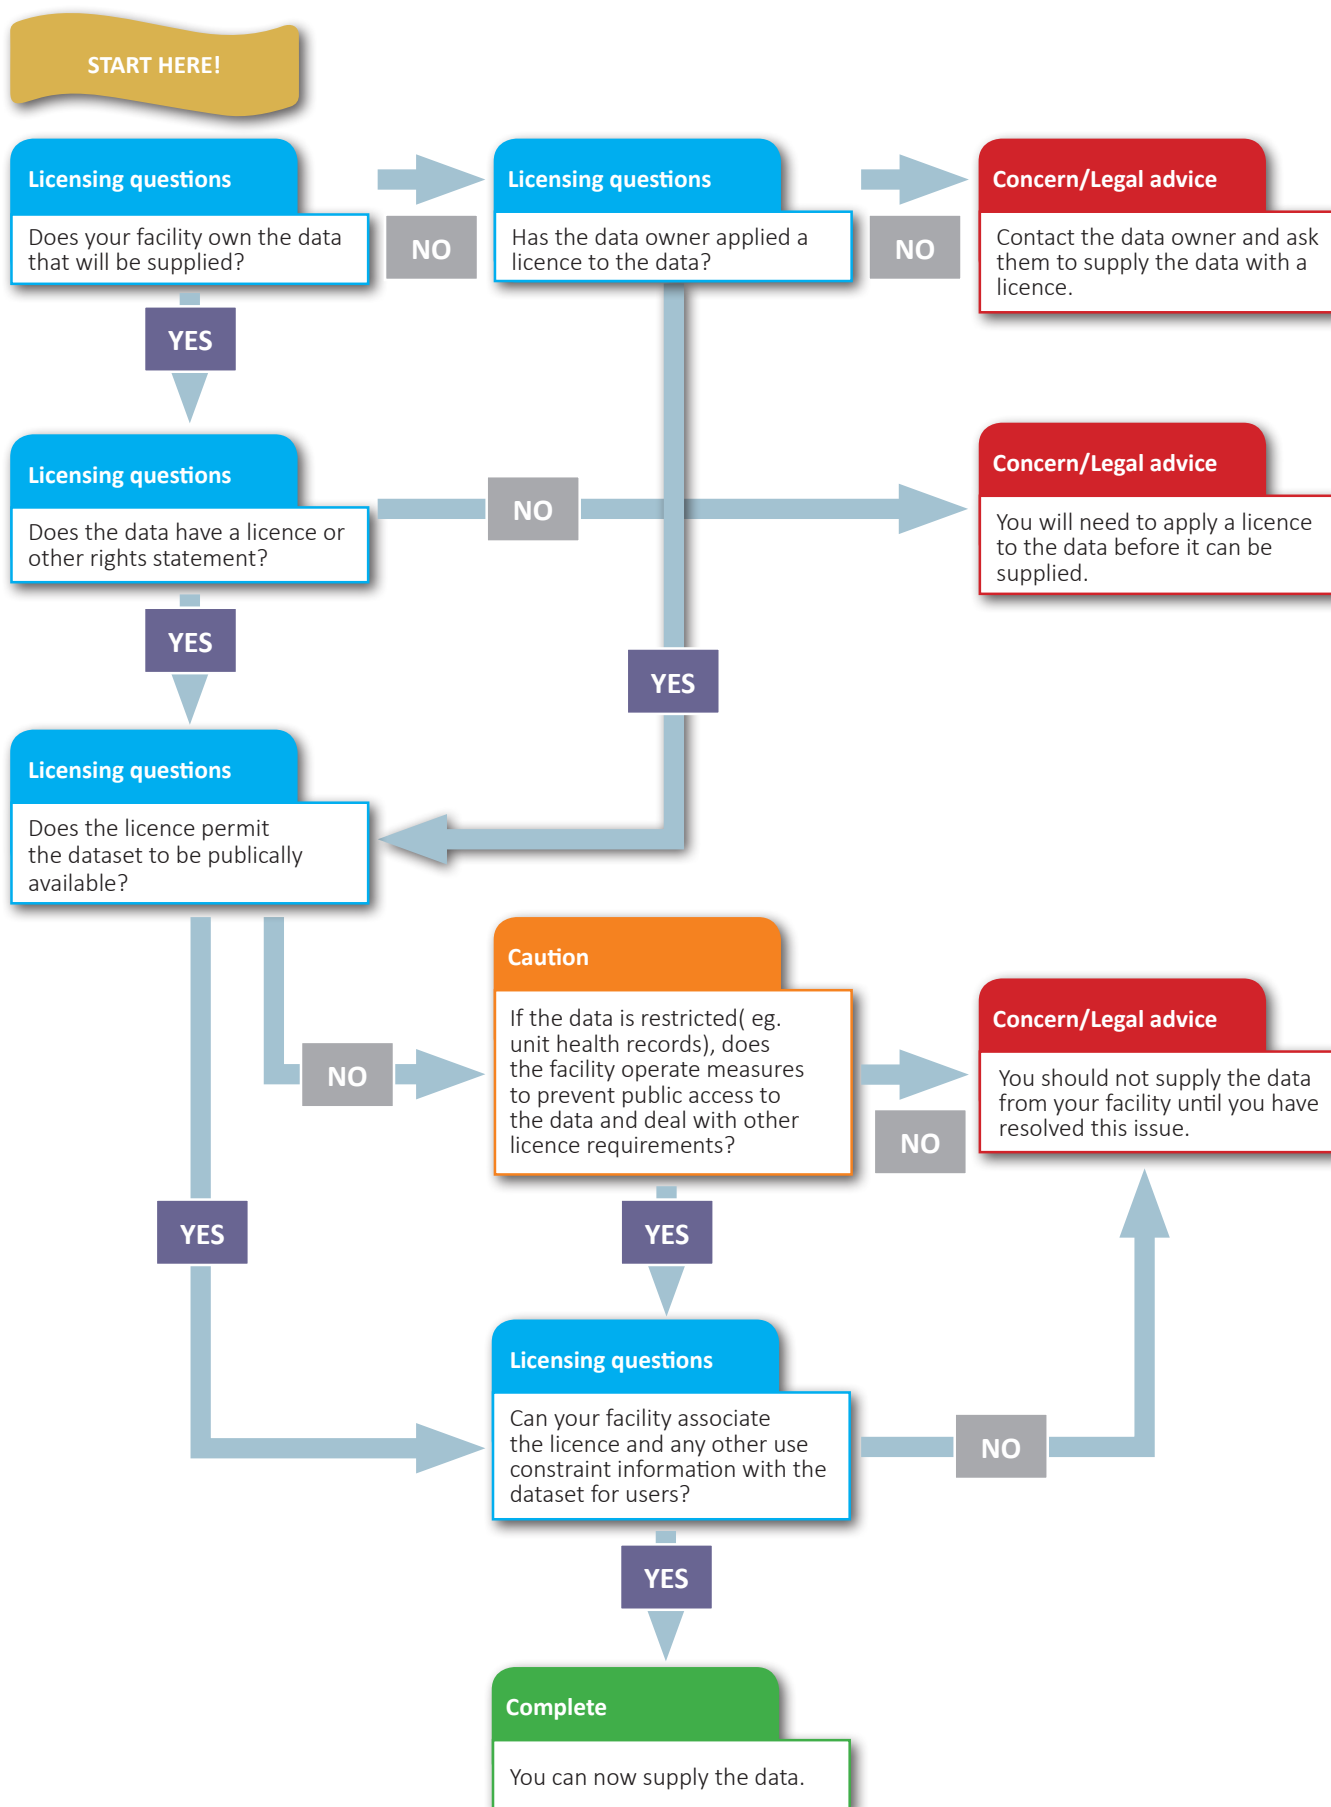 START HERE!
Licensing questions
Does your facility own the data
that will be supplied?
NO
Licensing questions
Has the data owner applied a
licence to the data?
NO
Concern/Legal advice
Contact the data owner and ask
them to supply the data with a
licence.
YES
Licensing questions
Does the data have a licence or
other rights statement?
NO
Concern/Legal advice
You will need to apply a licence
to the data before it can be
supplied.
YES
YES
Licensing questions
Does the licence permit
the dataset to be publically
available?
NO
Caution
If the data is restricted( eg.
unit health records), does
the facility operate measures
to prevent public access to
the data and deal with other
licence requirements?
NO
Concern/Legal advice
You should not supply the data
from your facility until you have
resolved this issue.
YES
YES
Licensing questions
Can your facility associate
the licence and any other use
constraint information with the
dataset for users?
NO
YES
Complete
You can now supply the data.